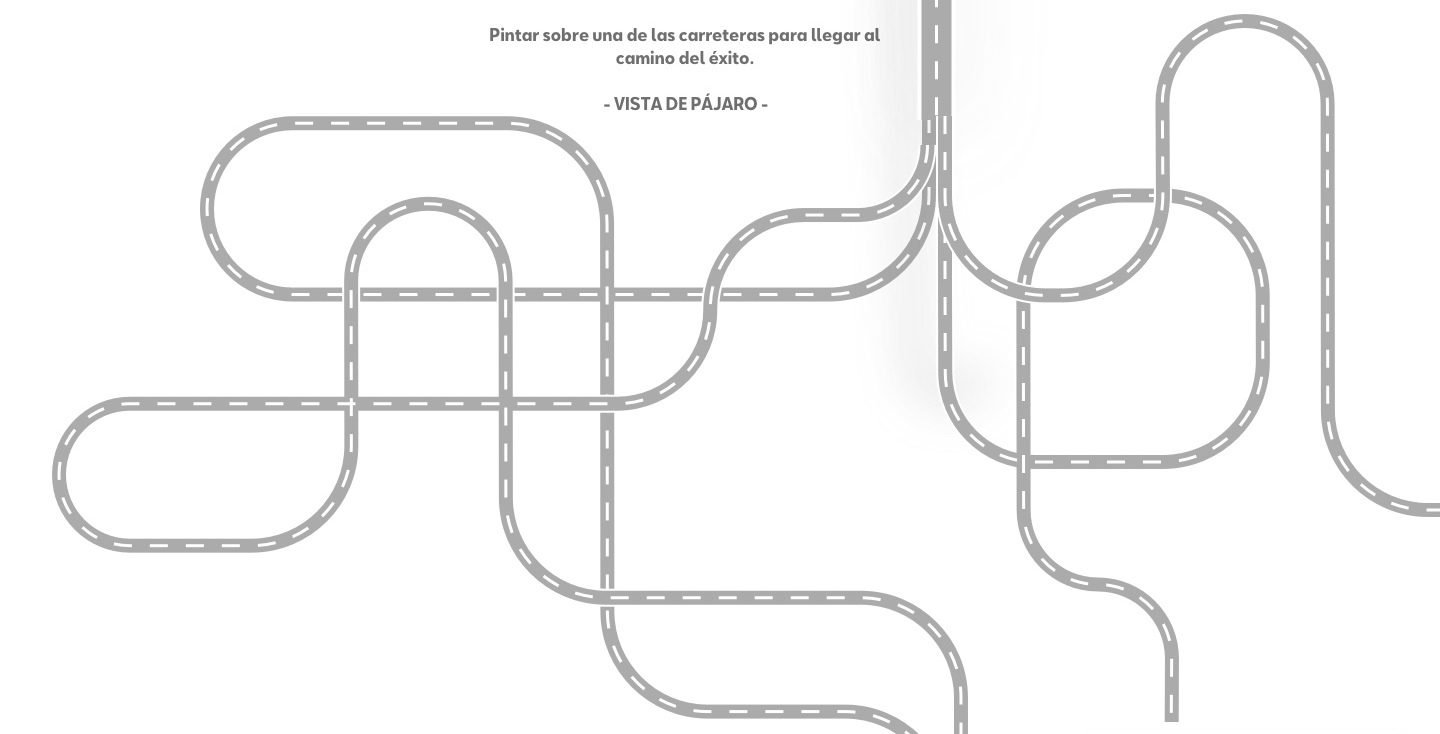 Pintar sobre una de las carreteras para llegar al
camino del éxito.
- VISTA DE PÁJARO -